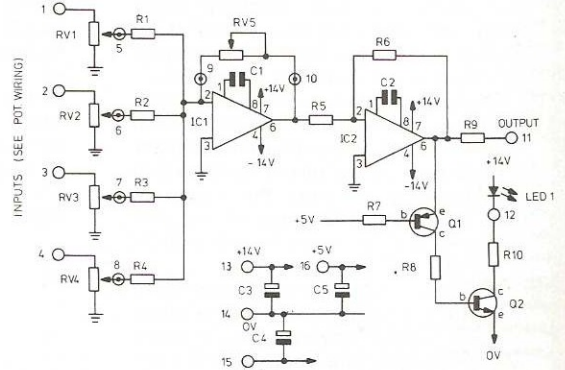 INPUTS (SEE POT WIRING)
1
RV1
5
R1
2
RV2
6
R2
3
RV3
7
R3
4
RV4
8
R4
RV5
9
10
C1
1
8
+14V
7
2
IC1
6
3
4
-14V
R5
R6
C2
1
8
+14V
7
2
IC2
6
3
4
-14V
R9
OUTPUT
11
+14V
LED 1
12
R10
+5V
R7
b
e
Q1
c
R8
b
c
Q2
e
0V
+14V
13
C3
+5V
16
C5
14
0V
C4
15